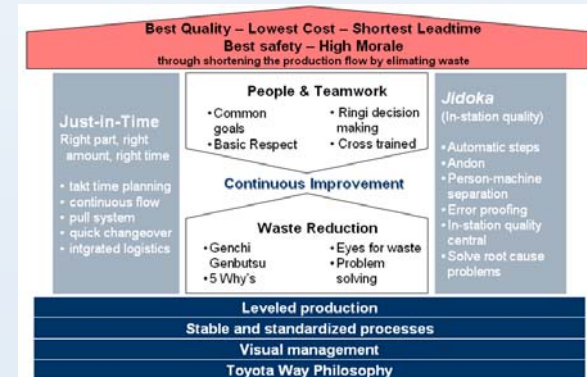 Best Quality – Lowest Cost – Shortest Leadtime
Best safety – High Morale
through shortening the production flow by elimating waste
Just-in-Time
Right part, right
amount, right time
• takt time planning
• continuous flow
• pull system
• quick changeover
• intgrated logistics
People & Teamwork
• Common
goals
• Basic Respect
• Ringi decision
making
• Cross trained
Continuous Improvement
Waste Reduction
• Genchi
Genbutsu
• 5 Why's
• Eyes for waste
• Problem
solving
Jidoka
(In-station quality)
• Automatic steps
• Andon
• Person-machine
separation
• Error proofing
• In-station quality
central
• Solve root cause
problems
Leveled production
Stable and standardized processes
Visual management
Toyota Way Philosophy